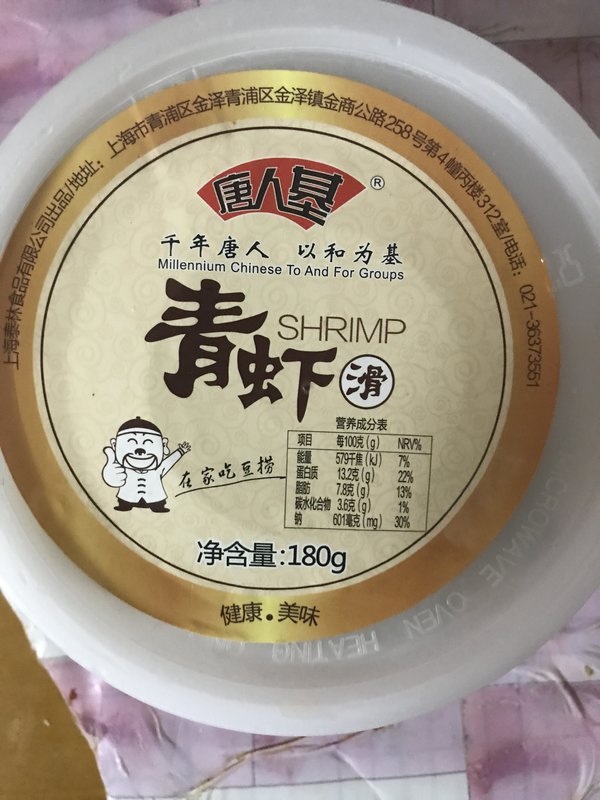 上海泰林食品有限公司出品/地址：上海市青浦区金泽青浦区金泽镇金商公路258号第4幢丙楼312室/电话：021-36373551
唐人基®
千年唐人 以和为基
Millennium Chinese To And For Groups
青虾滑
SHRIMP
营养成分表
项目 每100克(g) NRV%
能量 579千焦(kJ) 7%
蛋白质 13.2克(g) 22%
脂肪 7.8克(g) 13%
碳水化合物 3.6克(g) 1%
钠 601毫克(mg) 30%
在家吃豆捞
净含量:180g
健康·美味
MICROWAVE OVEN HEATING